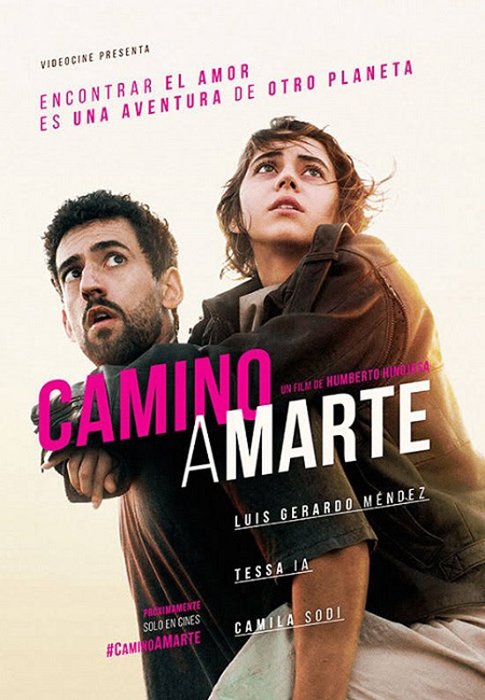 VIDEOCINE PRESENTA
ENCONTRAR EL AMOR
ES UNA AVENTURA DE OTRO PLANETA
CAMINO
UN FILM DE HUMBERTO HINOJOSA
A MARTE
LUIS GERARDO MÉNDEZ
TESSA IA
CAMILA SODI
PRÓXIMAMENTE
SOLO EN CINES
#CAMINOAMARTE